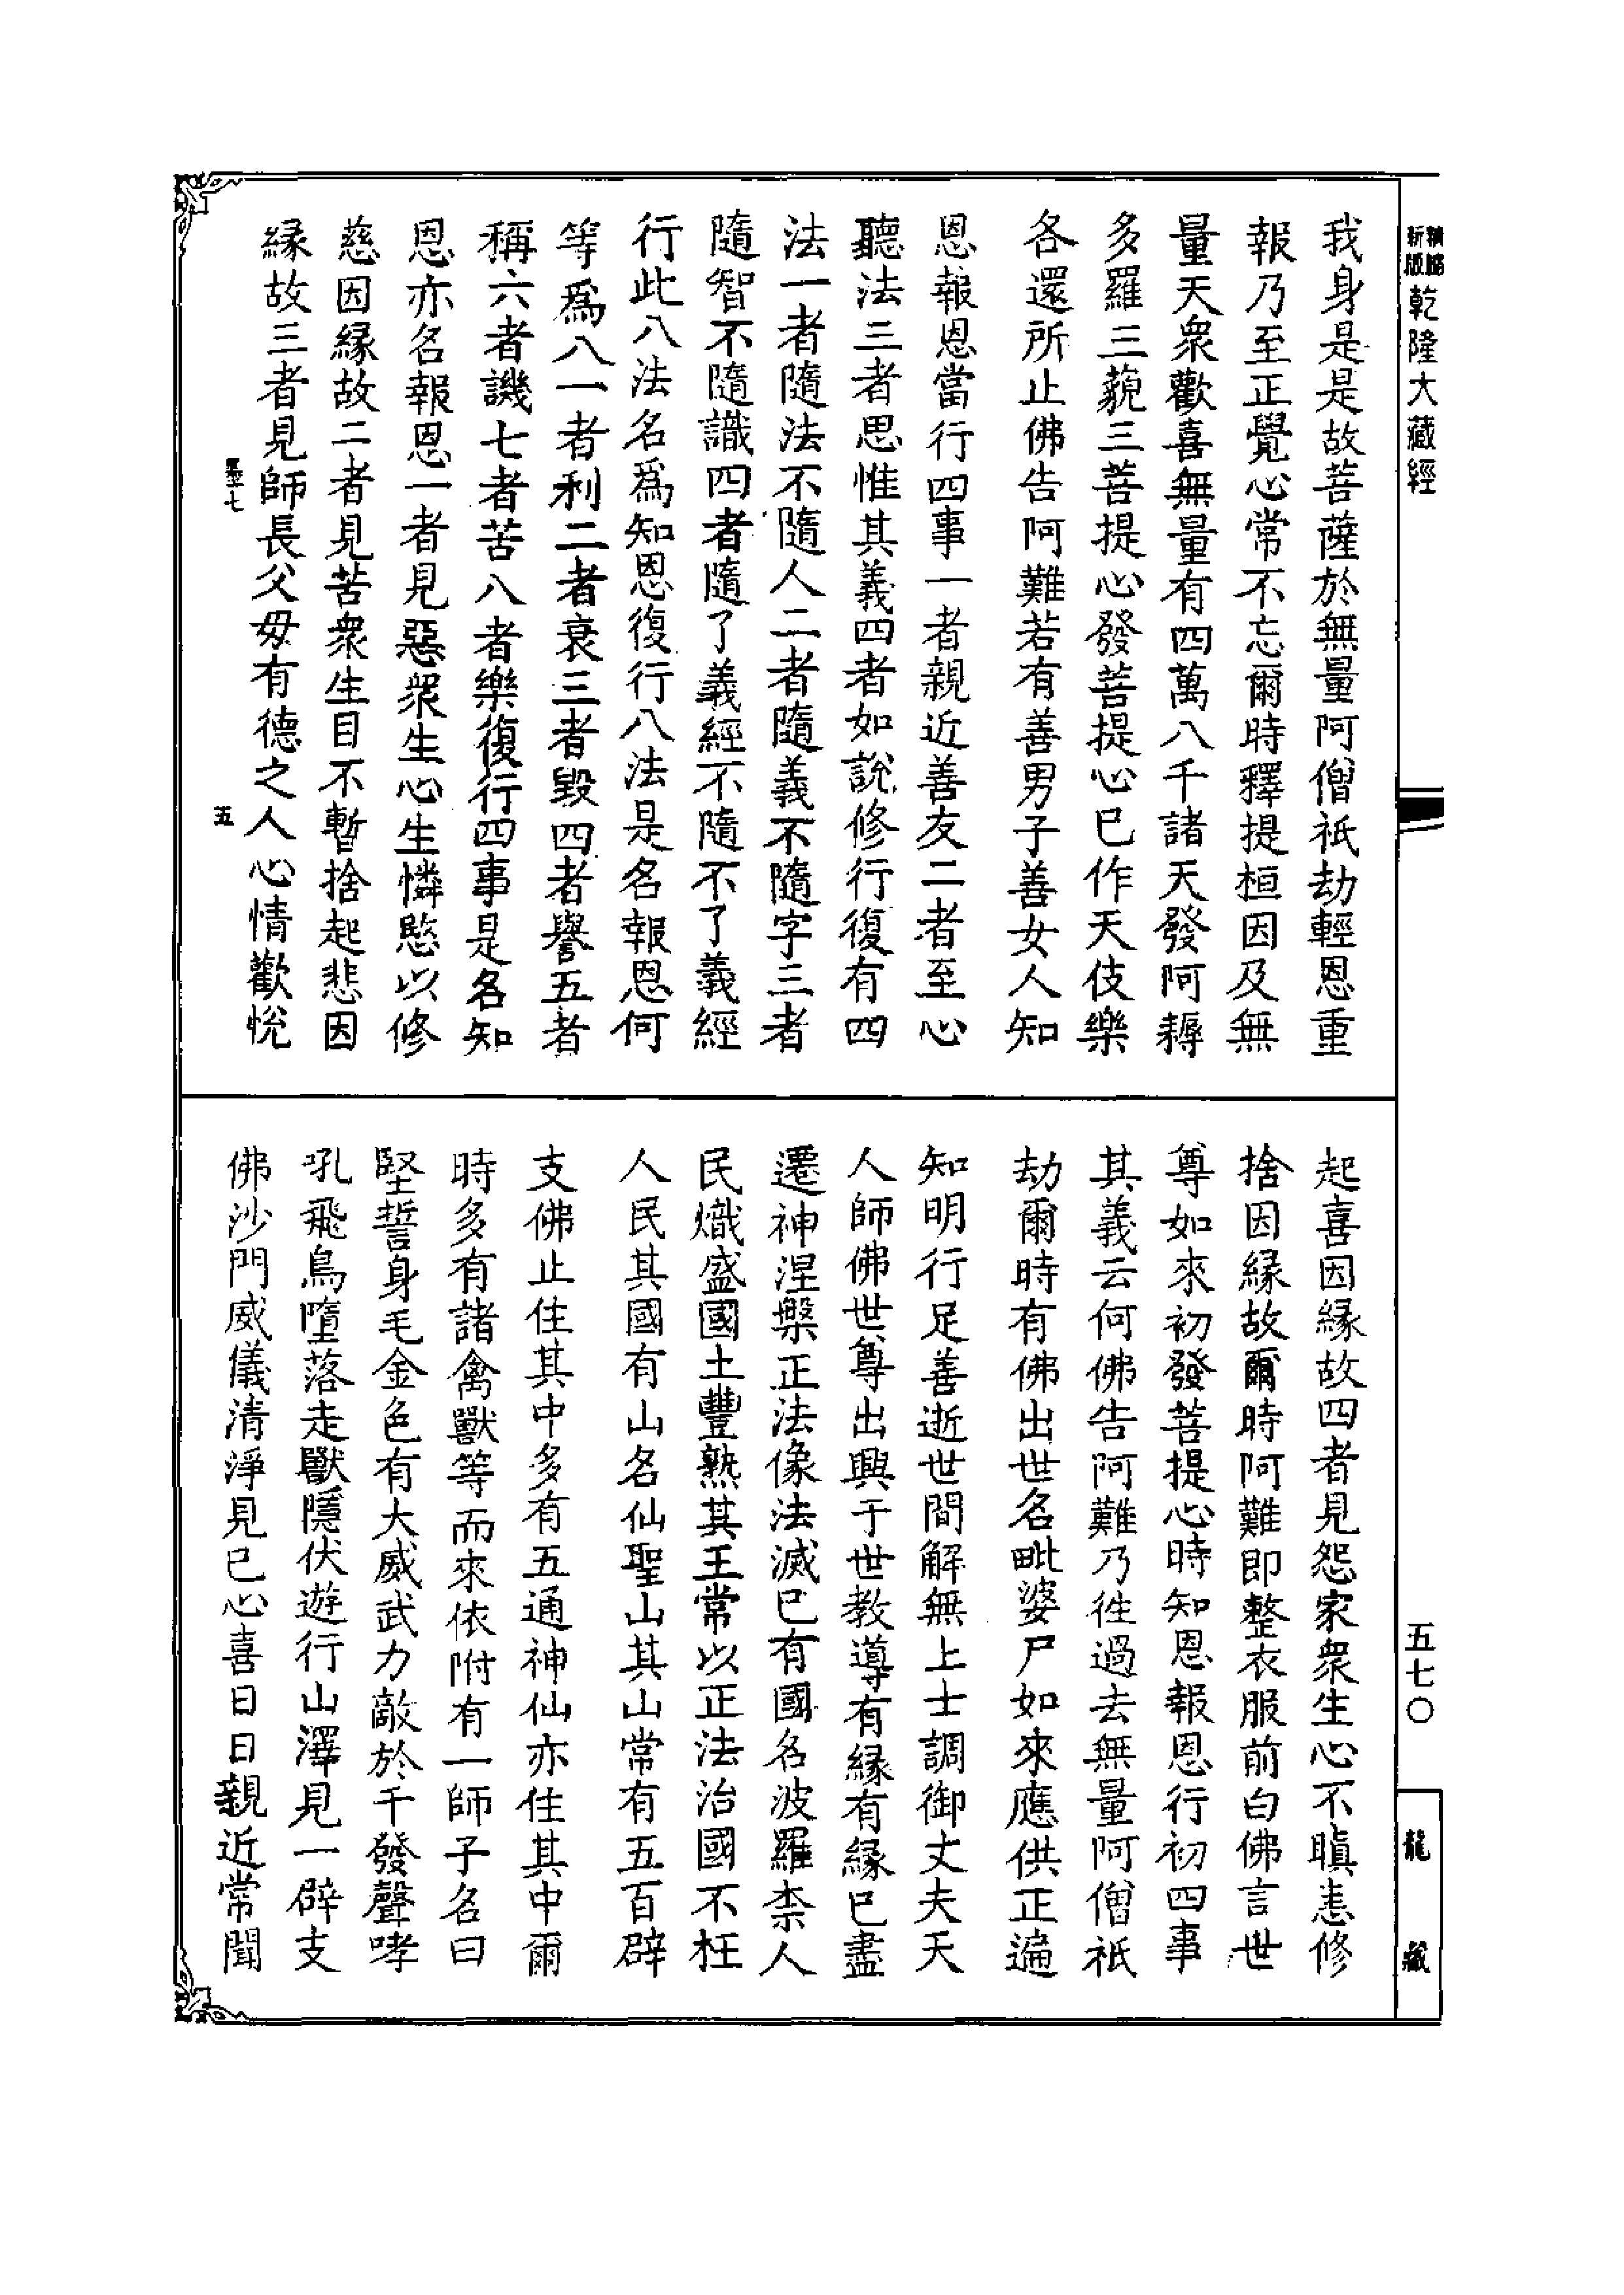 新版精縮乾隆大藏經
我身是是故菩薩於無量阿僧祇劫輕恩重
報乃至正覺心常不忘爾時釋提桓因及無
量天衆歡喜無量有四萬八千諸天發阿耨
多羅三藐三菩提心發菩提心已作天伎樂
各還所止佛告阿難若有善男子善女人知
恩報恩當行四事一者親近善友二者至心
聽法三者思惟其義四者如說修行復有四
法一者隨法不隨人二者隨義不隨字三者
隨智不隨識四者隨了義經不隨不了義經
行此八法名爲知恩復行八法是名報恩何
等爲八一者利二者衰三者毀四者譽五者
稱六者譏七者苦八者樂復行四事是名知
恩亦名報恩一者見惡衆生心生憐愍以修
慈因縁故二者見苦衆生目不暫捨起悲因
縁故三者見師長父毋有德之人心情歡悅
墨七
五
起喜因縁故四者見怨家衆生心不瞋恚修
捨因縁故爾時阿難即整衣服前白佛言世
尊如來初發菩提心時知恩報恩行初四事
其義云何佛告阿難乃徃過去無量阿僧祇
劫爾時有佛出世名毗婆尸如來應供正遍
知明行足善逝世間解無上士調御丈夫天
人師佛世尊出興于世教導有縁有縁已盡
遷神涅槃正法像法滅已有國名波羅柰人
民熾盛國土豐熟其王常以正法治國不枉
人民其國有山名仙聖山其山常有五百辟
支佛止住其中多有五通神仙亦住其中爾
時多有諸禽獸等而來依附有一師子名曰
堅誓身毛金色有大威武力敵於千發聲哮
吼飛鳥墮落走獸隱伏遊行山澤見一辟支
佛沙門威儀清淨見已心喜日日親近常聞
五七〇
龍藏